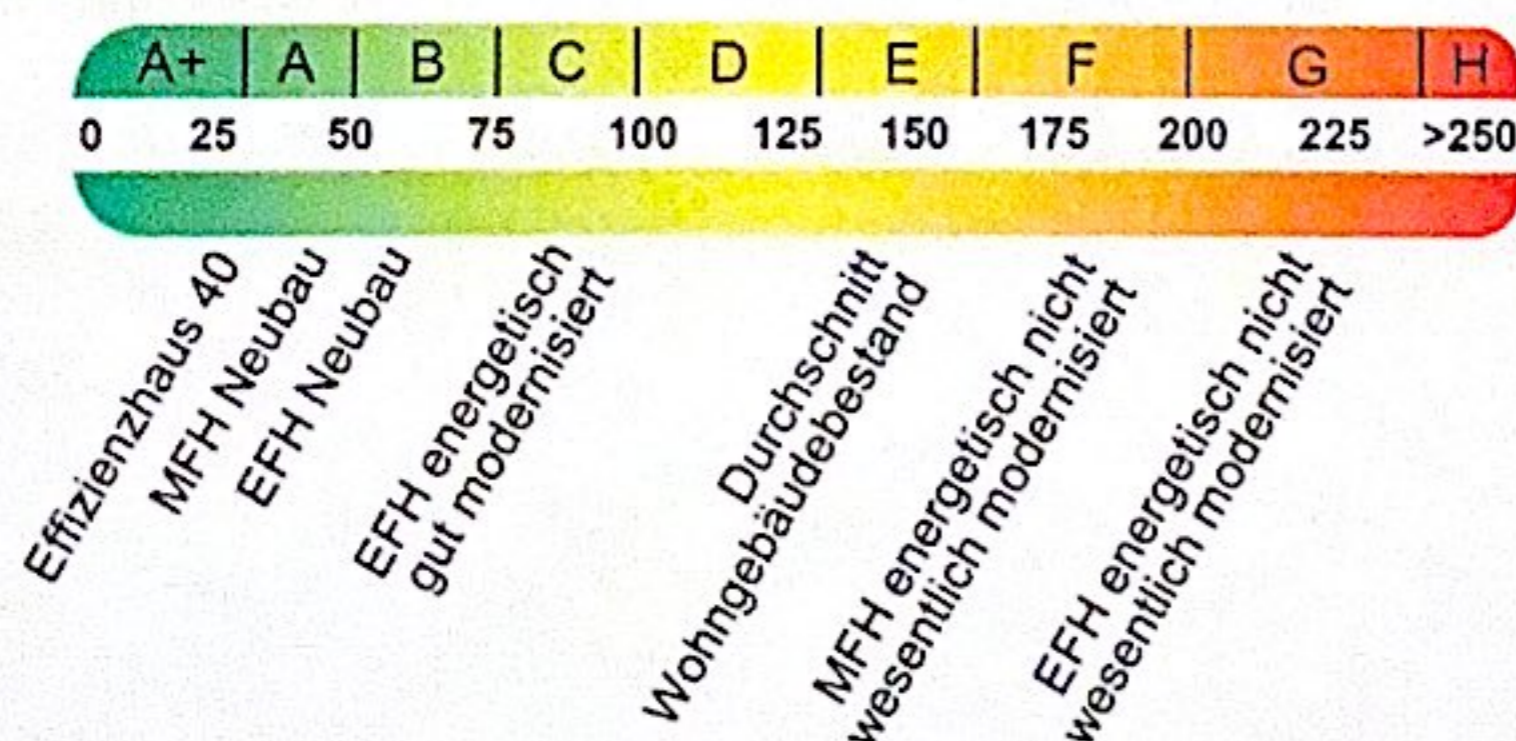 A+ A B C D E F G H
0 25 50 75 100 125 150 175 200 225 >250
Effizienzhaus 40
MFH Neubau
EFH Neubau
EFH energetisch
gut modernisiert
Durchschnitt
Wohngebäudebestand
MFH energetisch nicht
wesentlich modernisiert
EFH energetisch nicht
wesentlich modernisiert